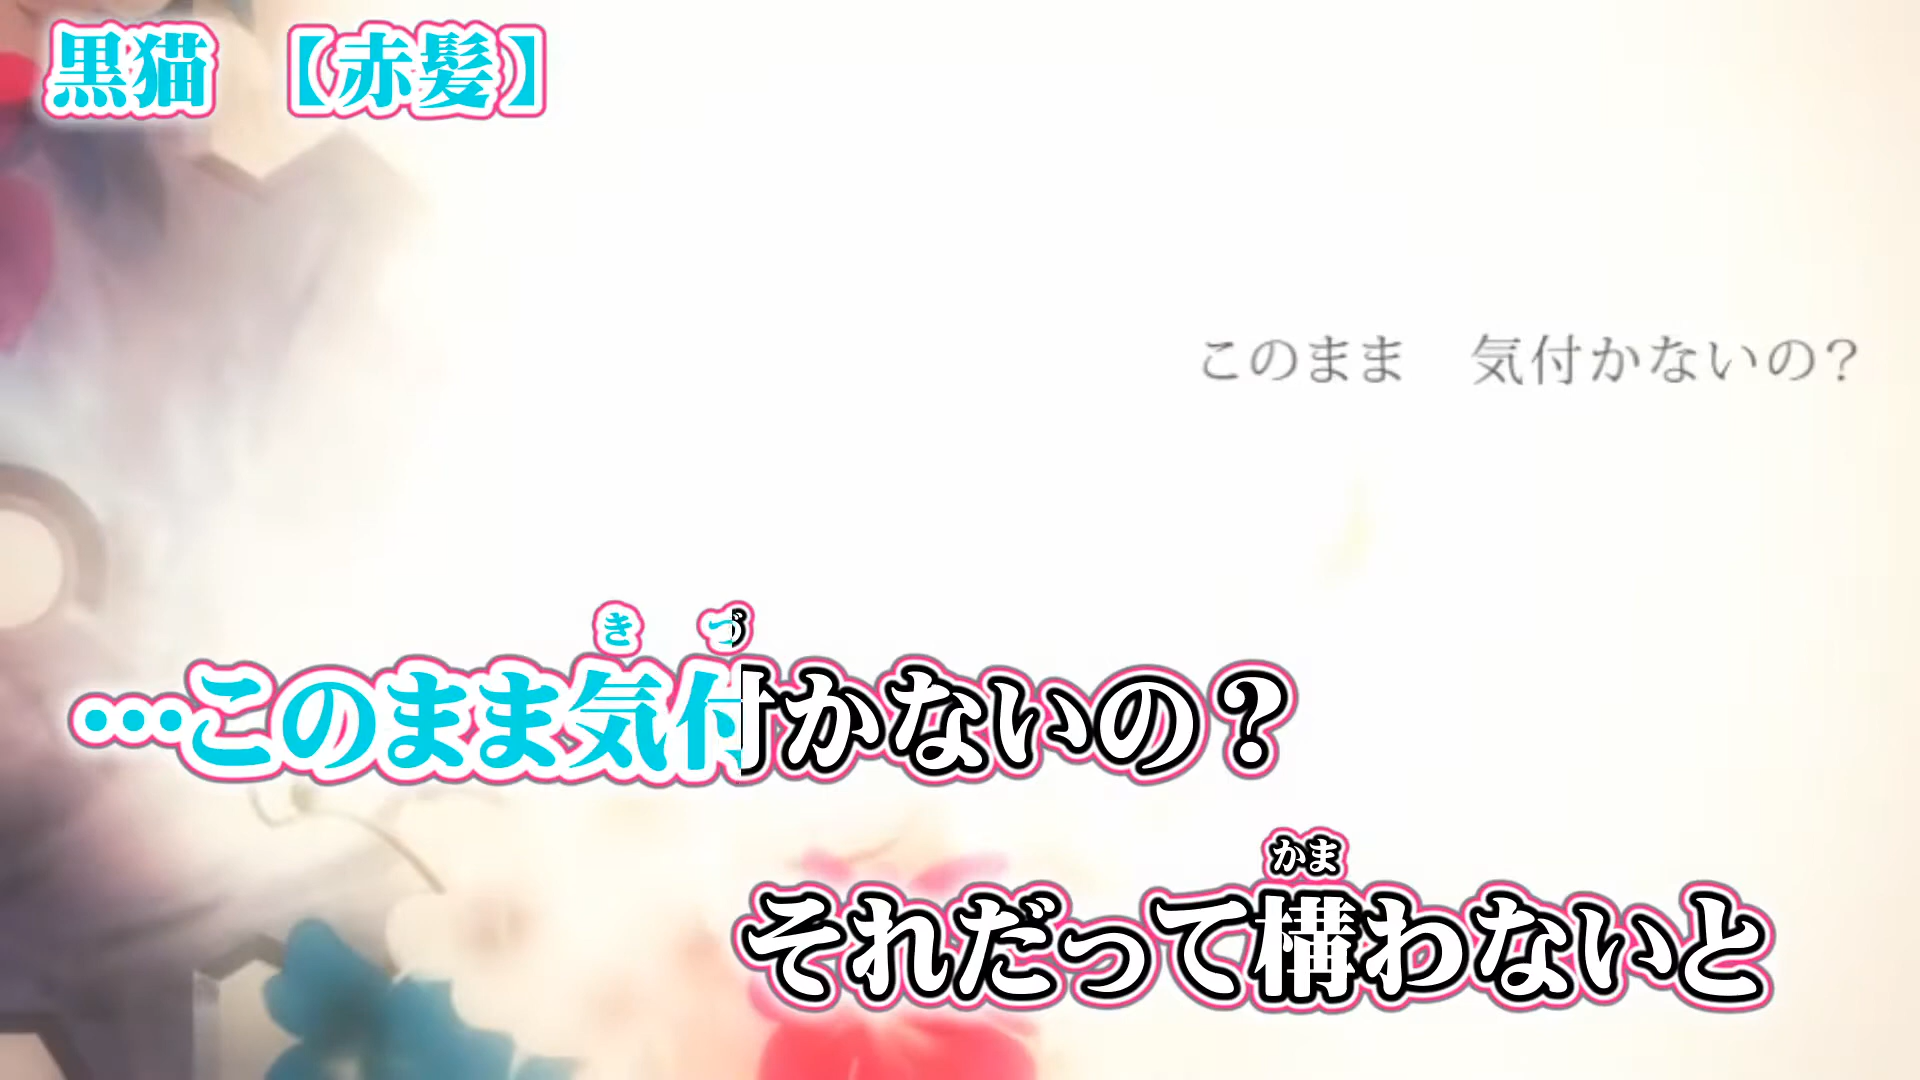 黒猫　【赤髪】
このまま　気付かないの？
き　づ
…このまま気付かないの？
かま
それだって構わないと